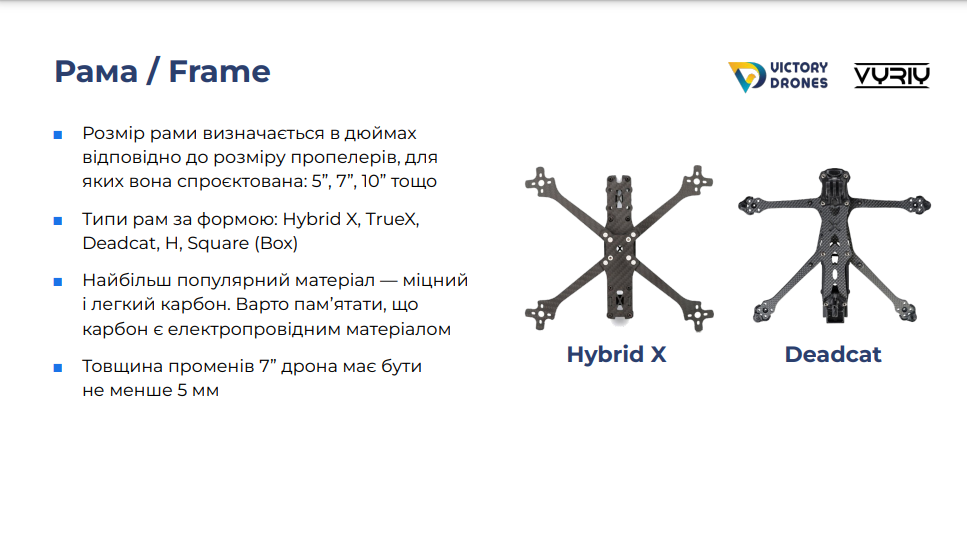 Рама / Frame
VICTORY
DRONES
VYRIY
Розмір рами визначається в дюймах
відповідно до розміру пропелерів, для
яких вона спроєктована: 5”, 7”, 10” тощо
Типи рам за формою: Hybrid X, TrueX,
Deadcat, H, Square (Box)
Найбільш популярний матеріал — міцний
і легкий карбон. Варто пам’ятати, що
карбон є електропровідним матеріалом
Товщина променів 7” дрона має бути
не менше 5 мм
Hybrid X
Deadcat